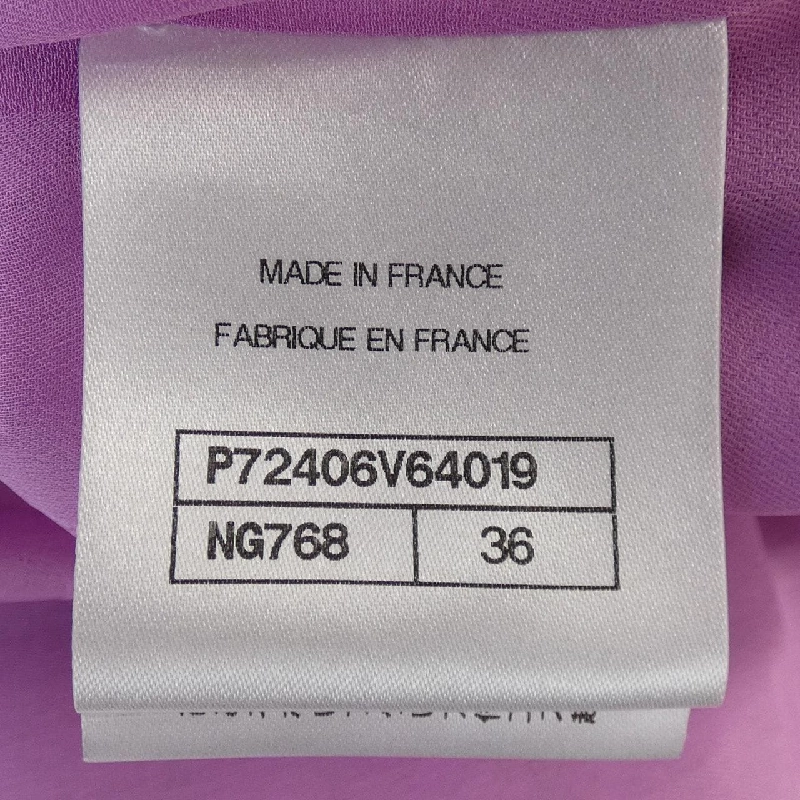 MADE IN FRANCE
FABRIQUE EN FRANCE
P72406V64019
NG768 36